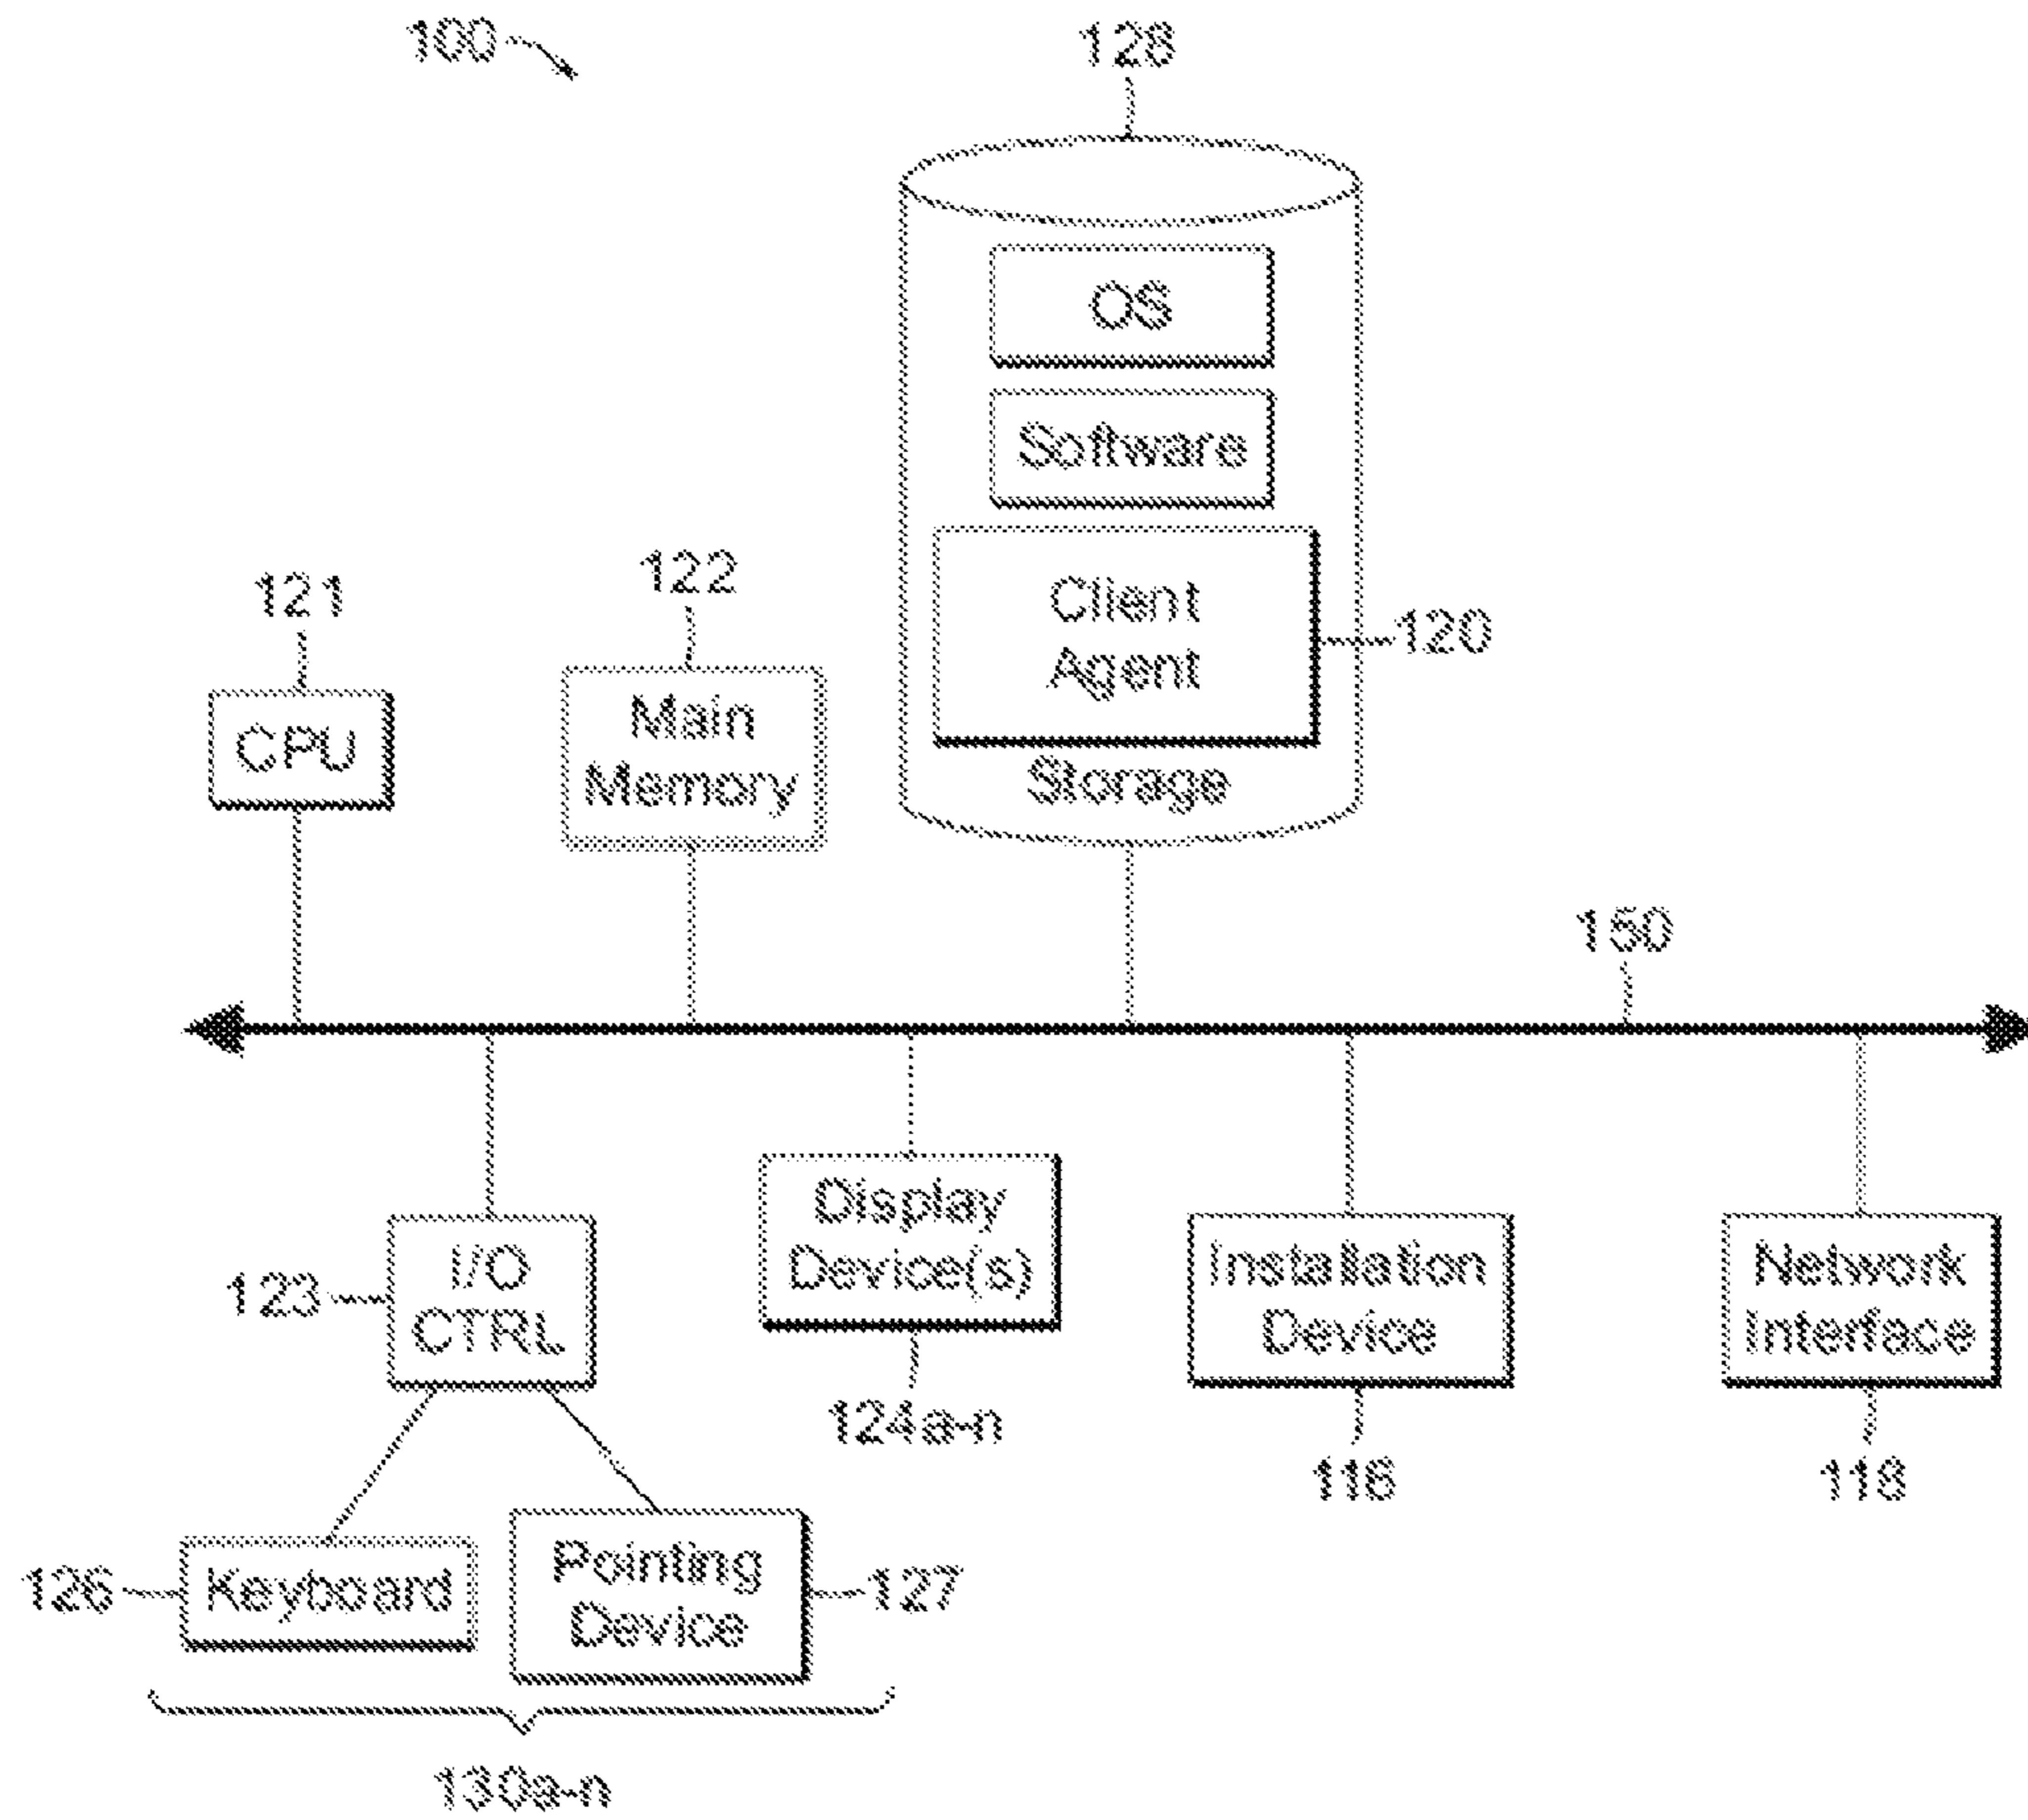 100
128
OS
Software
Client
Agent
120
Storage
121
CPU
122
Main
Memory
150
I/O
CTRL
123
Display
Device(s)
124a-n
Installation
Device
116
Network
Interface
118
126
Keyboard
Pointing
Device
127
130a-n